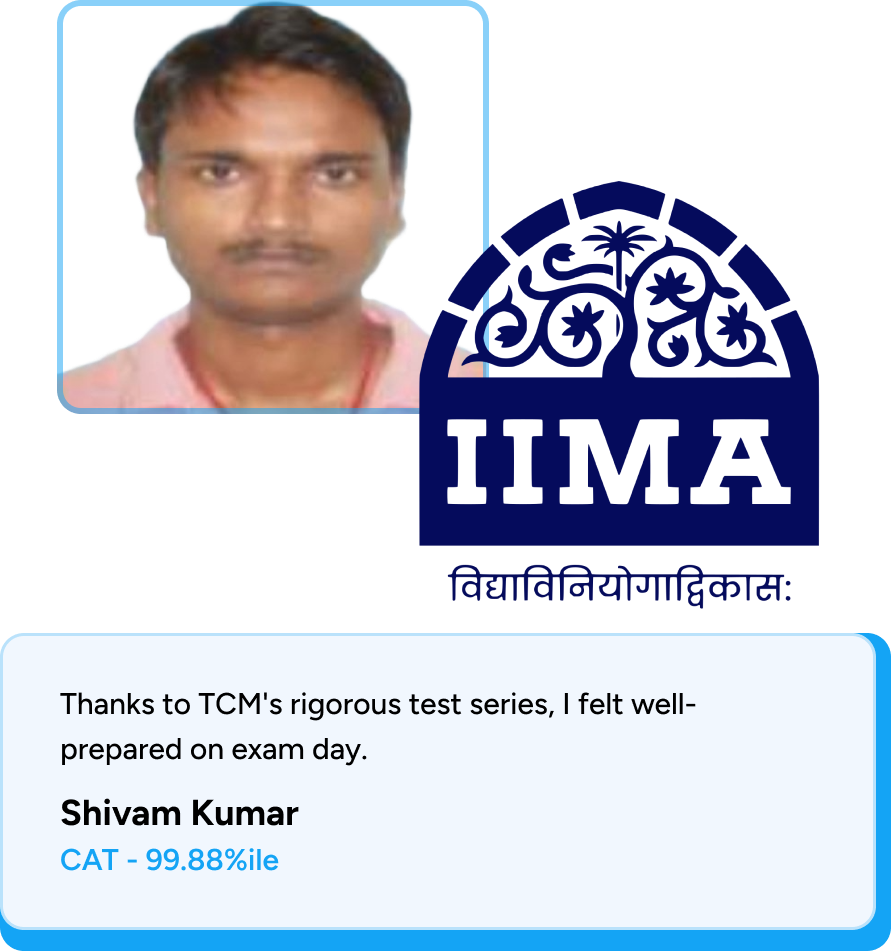 IIMA
विद्याविनियोगाद्विकास:
Thanks to TCM's rigorous test series, I felt well-
prepared on exam day.
Shivam Kumar
CAT - 99.88%ile